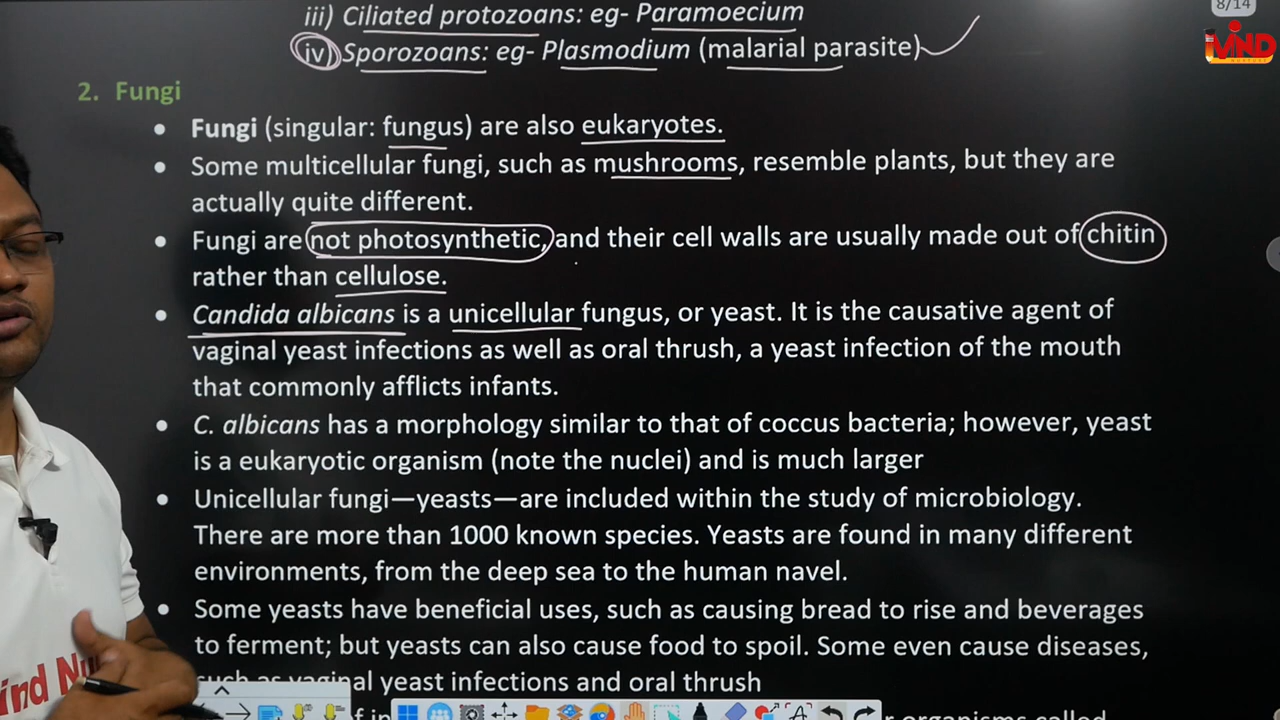 8/14
iii) Ciliated protozoans: eg- Paramoecium
MIND
iv) Sporozoans: eg- Plasmodium (malarial parasite)
2. Fungi
• Fungi (singular: fungus) are also eukaryotes.
• Some multicellular fungi, such as mushrooms, resemble plants, but they are
actually quite different.
• Fungi are not photosynthetic, and their cell walls are usually made out of chitin
rather than cellulose.
• Candida albicans is a unicellular fungus, or yeast. It is the causative agent of
vaginal yeast infections as well as oral thrush, a yeast infection of the mouth
that commonly afflicts infants.
• C. albicans has a morphology similar to that of coccus bacteria; however, yeast
is a eukaryotic organism (note the nuclei) and is much larger
• Unicellular fungi—yeasts—are included within the study of microbiology.
There are more than 1000 known species. Yeasts are found in many different
environments, from the deep sea to the human navel.
• Some yeasts have beneficial uses, such as causing bread to rise and beverages
to ferment; but yeasts can also cause food to spoil. Some even cause diseases,
such as vaginal yeast infections and oral thrush
organisms called